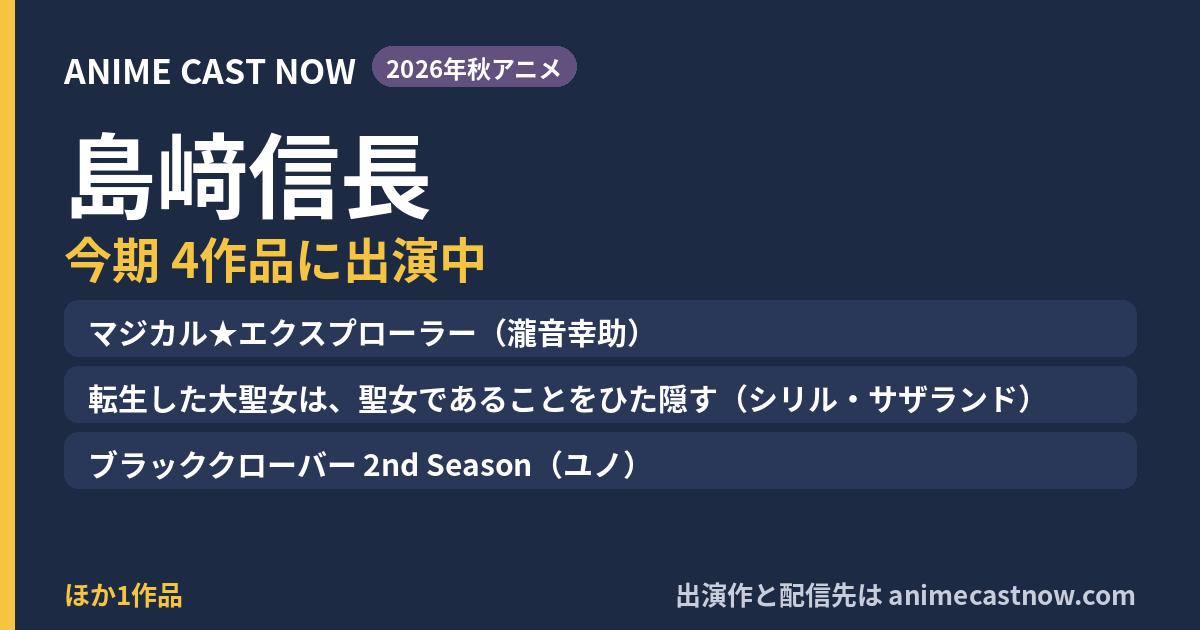 ANIME CAST NOW 2026年秋アニメ
島﨑信長
今期 4作品に出演中
マジカル★エクスプローラー（瀧音幸助）
転生した大聖女は、聖女であることをひた隠す（シリル・サザランド）
ブラッククローバー 2nd Season（ユノ）
ほか1作品
出演作と配信先は animecastnow.com